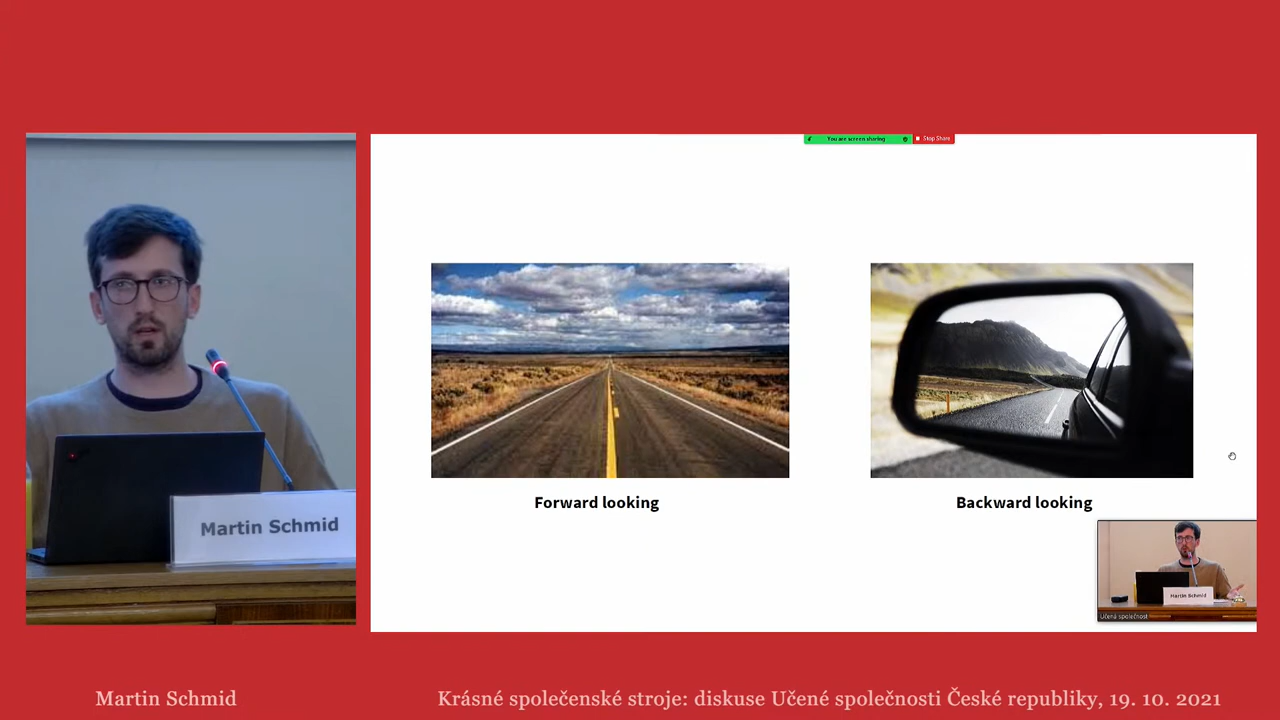 You are screen sharing
Stop Share
Martin Schmid
Forward looking
Backward looking
Martin Schmid
Učená společnost
Martin Schmid
Krásné společenské stroje: diskuse Učené společnosti České republiky, 19. 10. 2021